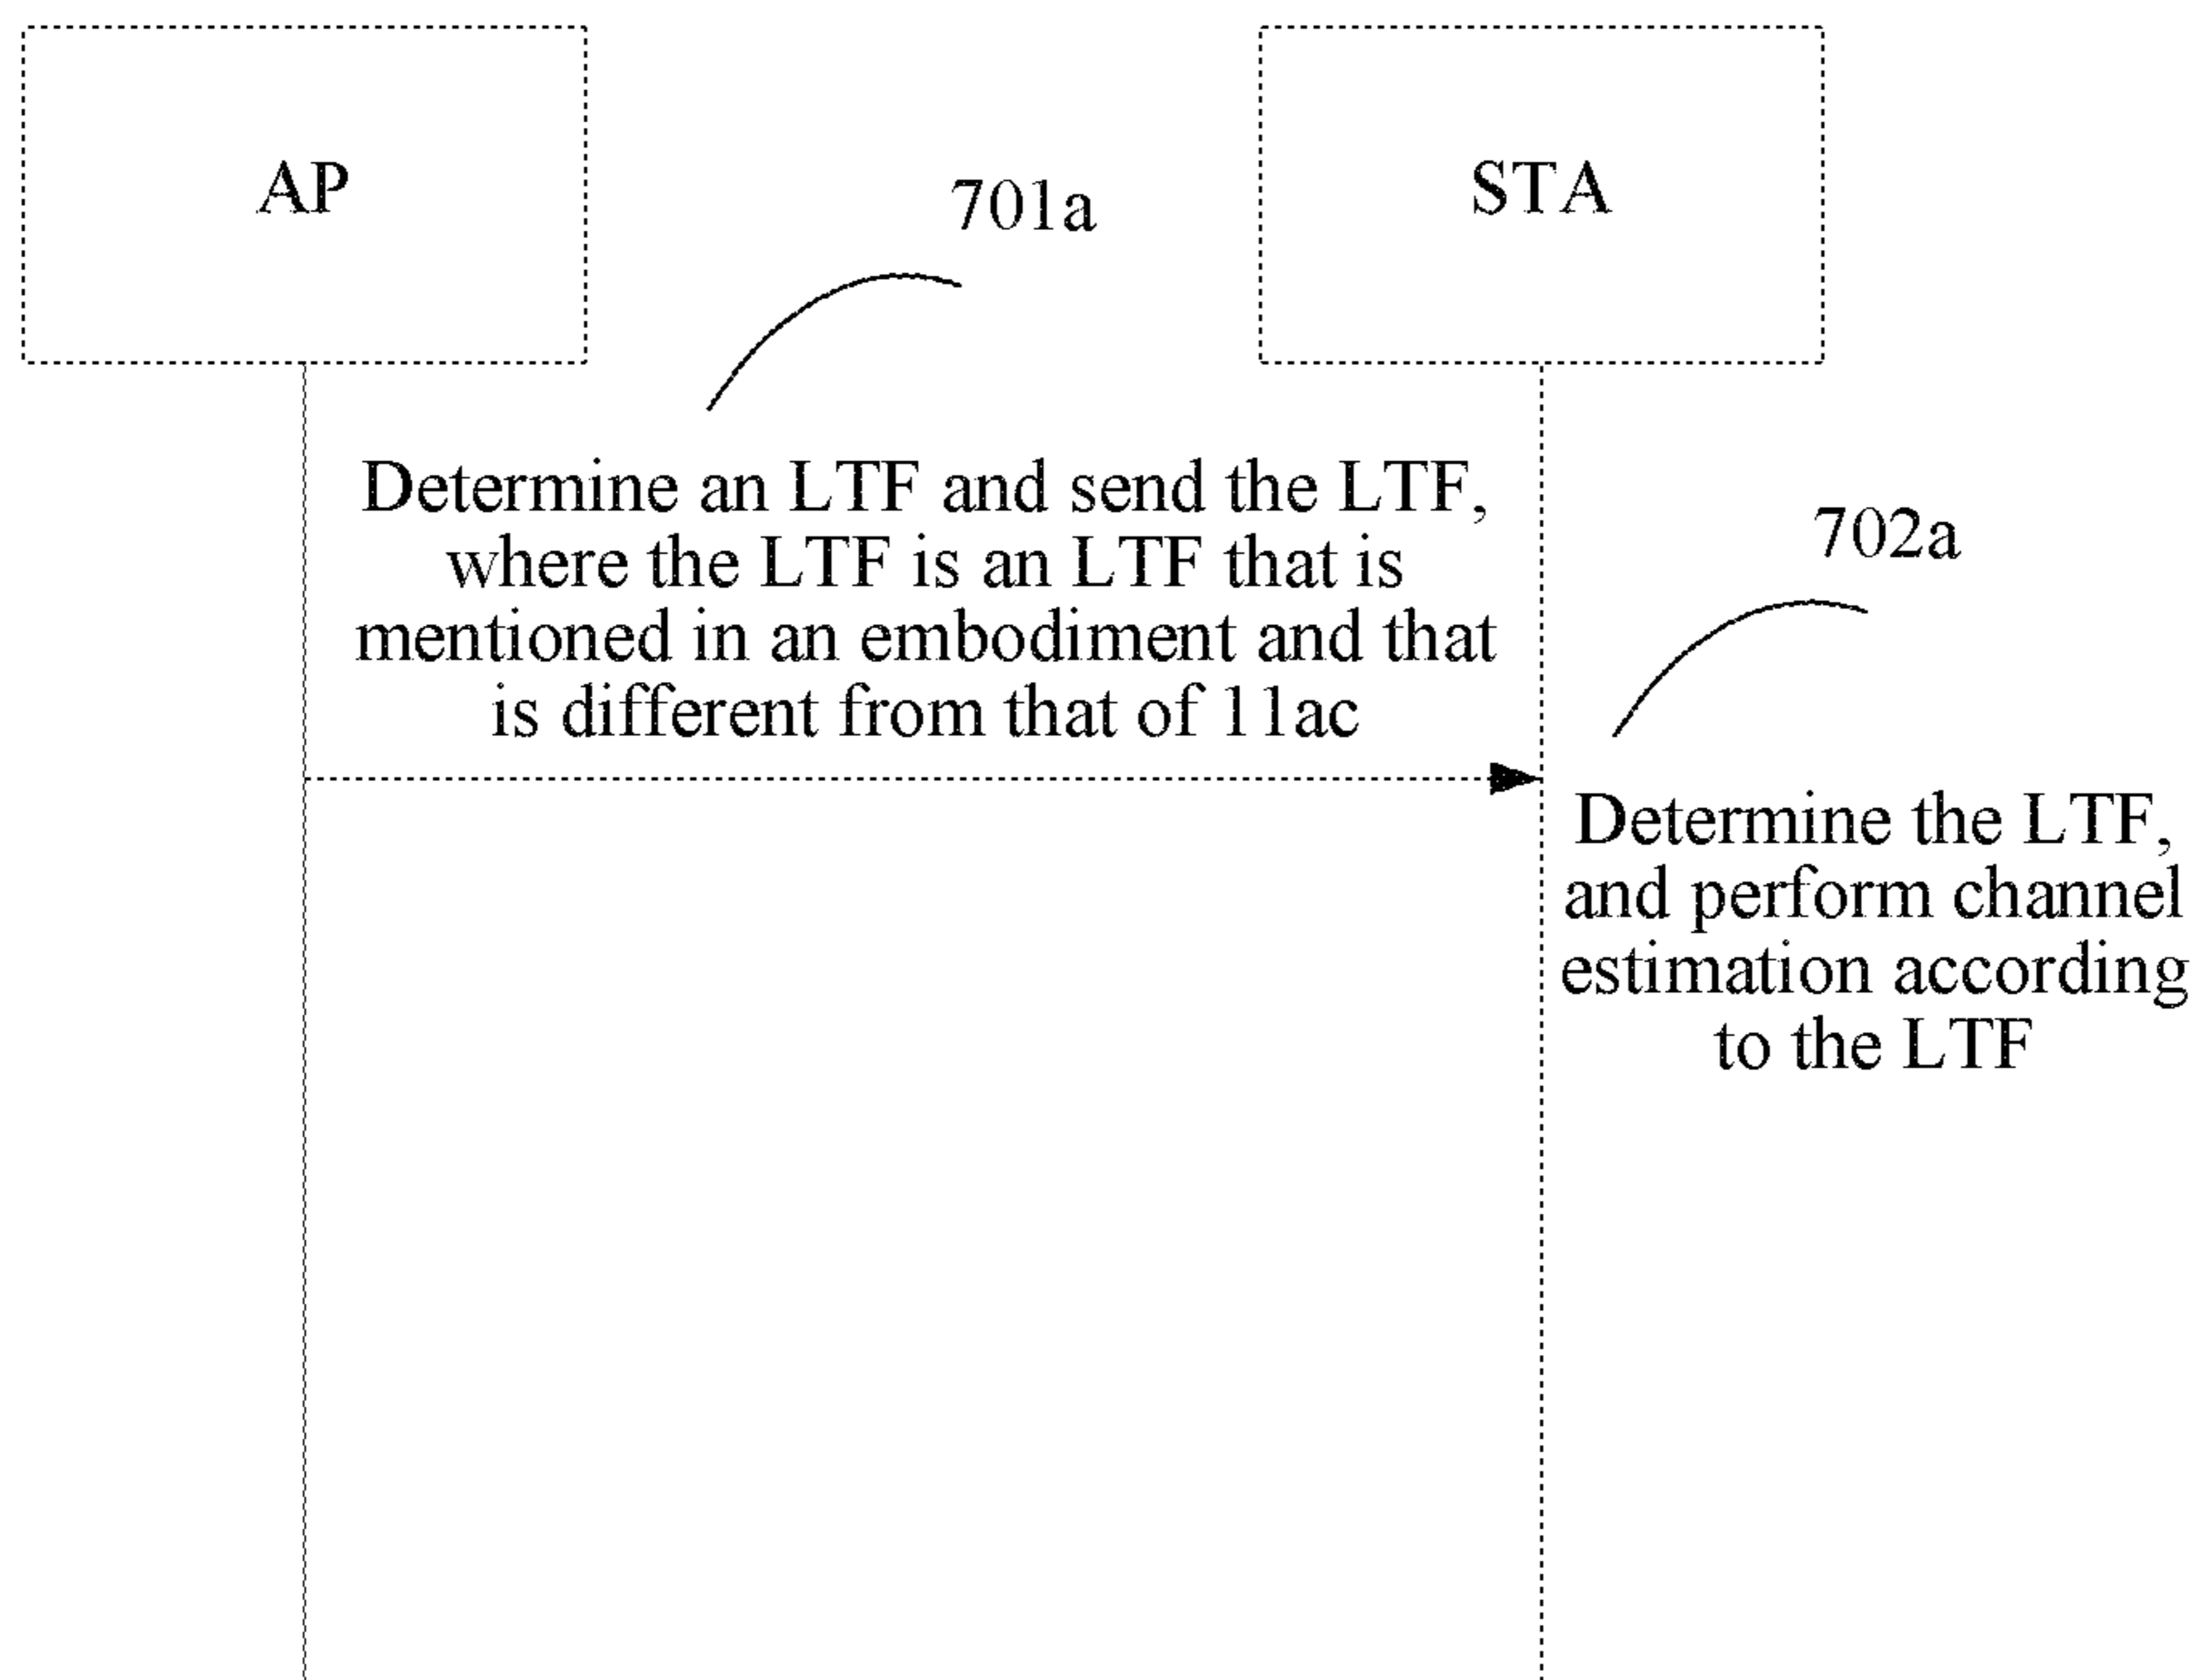 AP
STA
701a
Determine an LTF and send the LTF,
where the LTF is an LTF that is
mentioned in an embodiment and that
is different from that of 11ac
702a
Determine the LTF,
and perform channel
estimation according
to the LTF